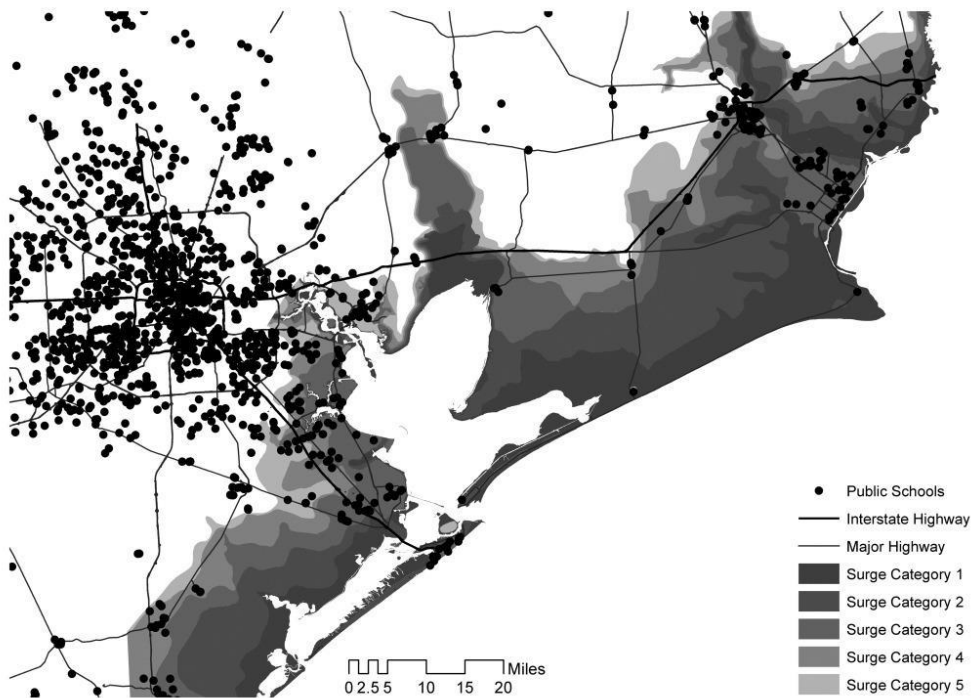 Public Schools
Interstate Highway
Major Highway
Surge Category 1
Surge Category 2
Surge Category 3
Surge Category 4
Surge Category 5
Miles
0 2.5 5 10 15 20